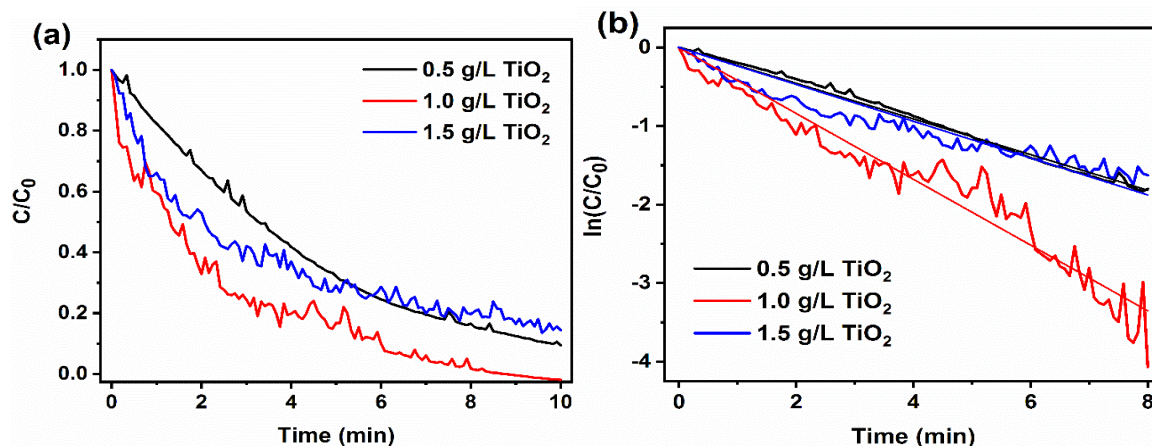 (a)
C/C₀
1.0
0.8
0.6
0.4
0.2
0.0
0
2
4
6
8
10
Time (min)
0.5 g/L TiO₂
1.0 g/L TiO₂
1.5 g/L TiO₂
(b)
ln(C/C₀)
0
-1
-2
-3
-4
0
2
4
6
8
Time (min)
0.5 g/L TiO₂
1.0 g/L TiO₂
1.5 g/L TiO₂